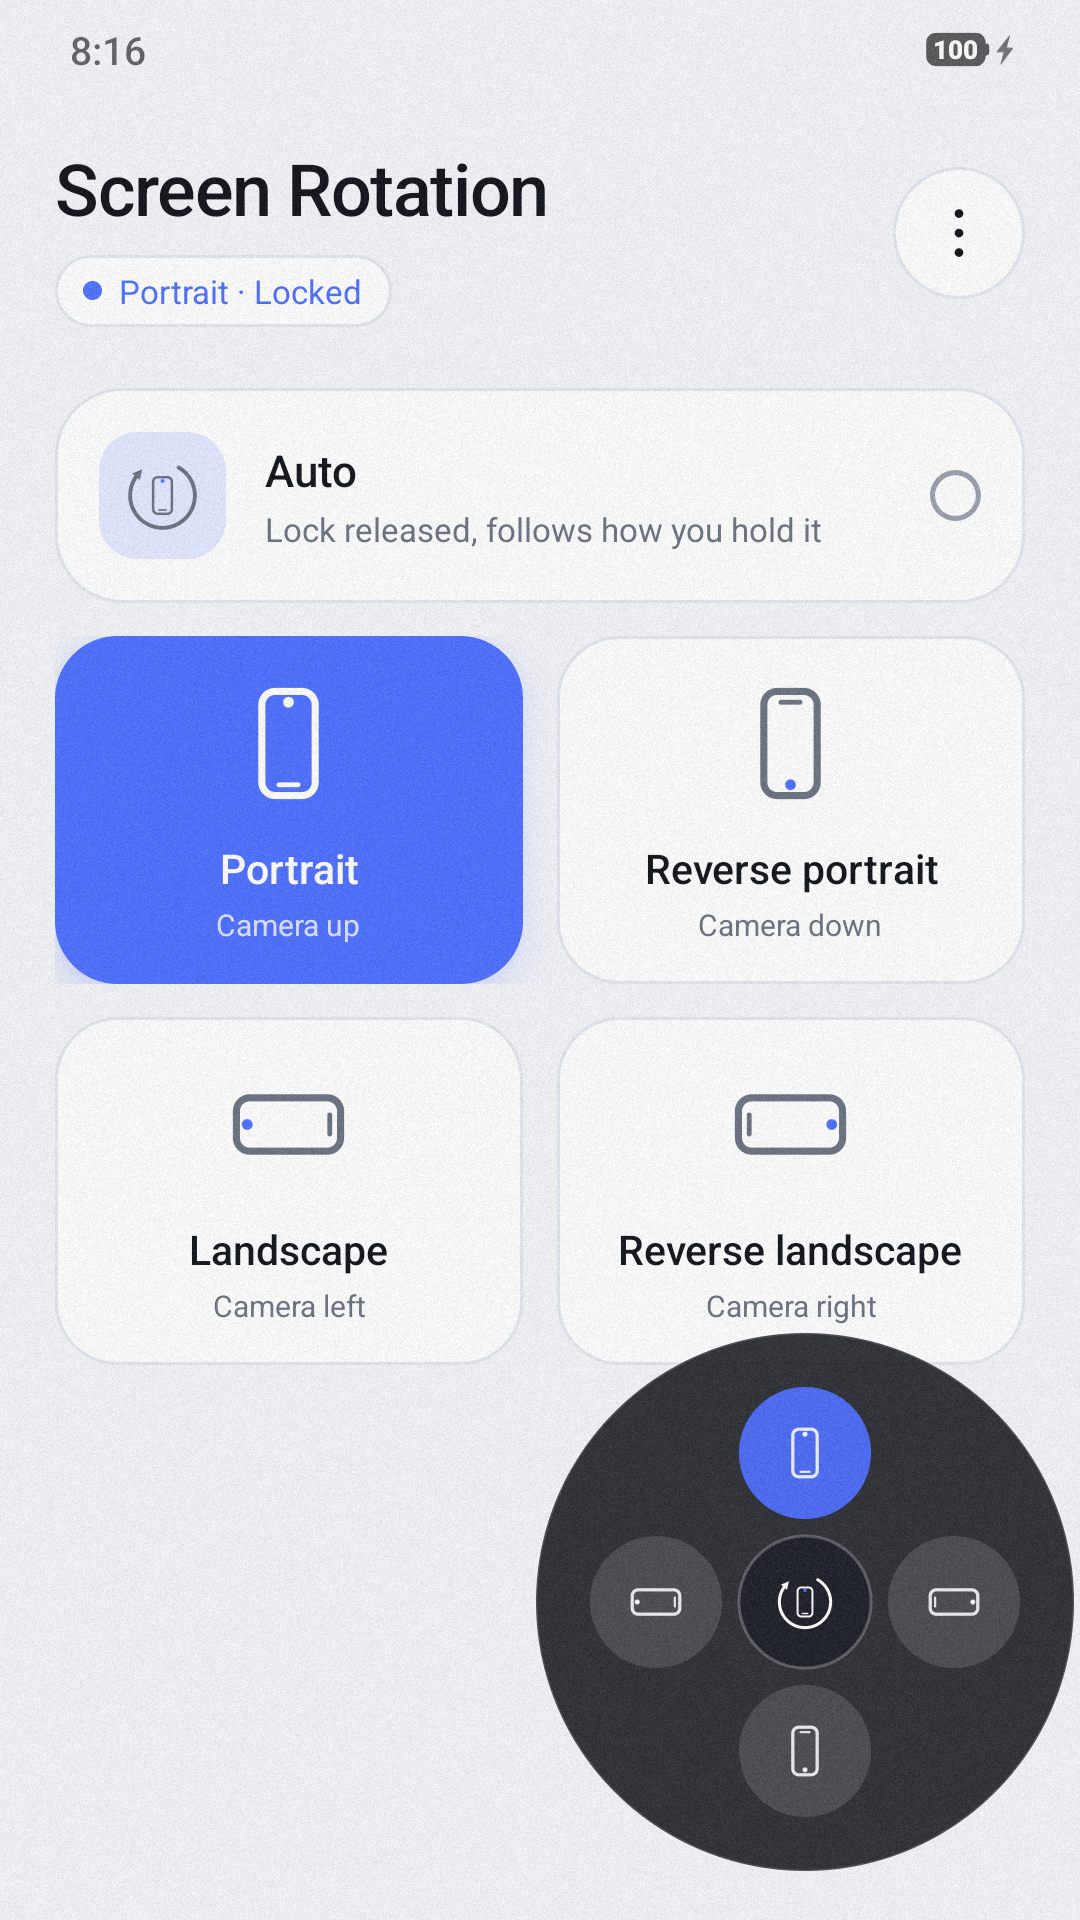 8:16
100
Screen Rotation
Portrait · Locked
Auto
Lock released, follows how you hold it
Portrait
Camera up
Reverse portrait
Camera down
Landscape
Camera left
Reverse landscape
Camera right